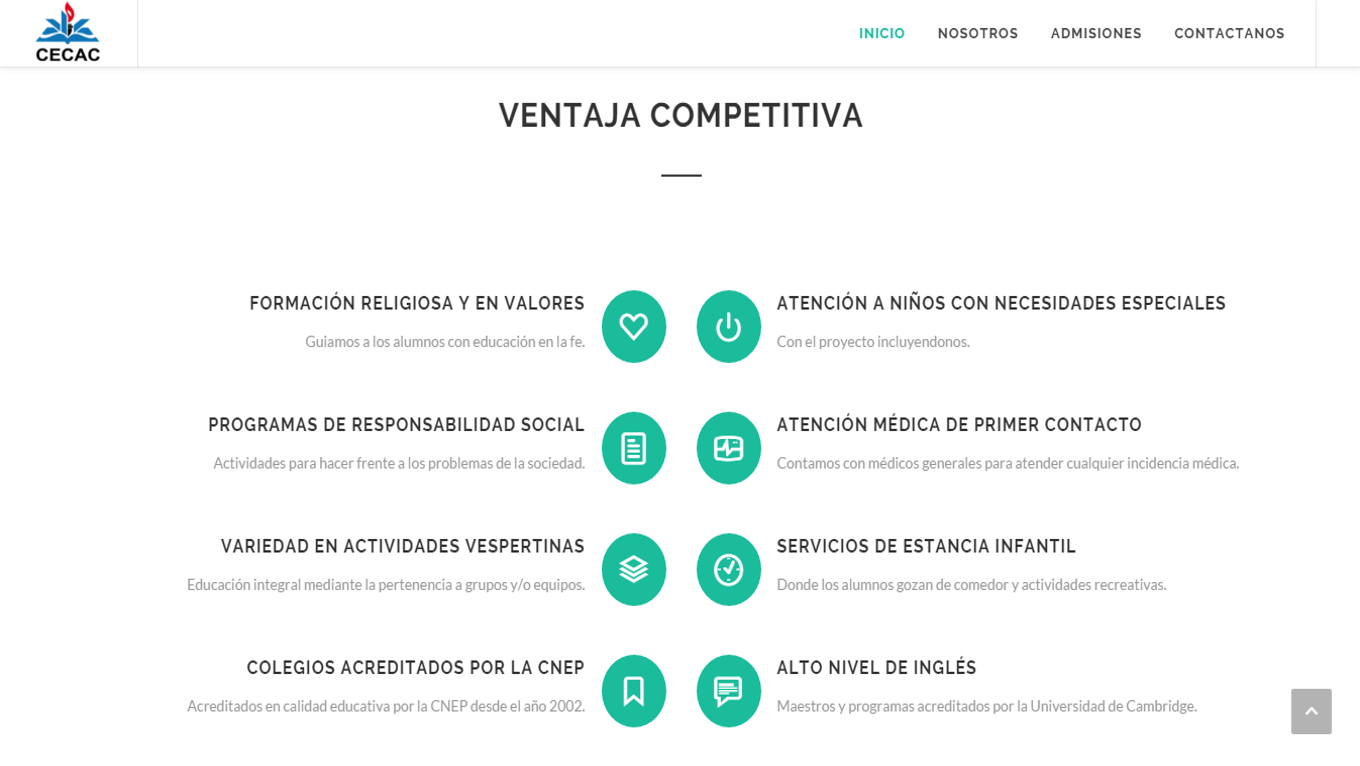 CECAC
INICIO
NOSOTROS
ADMISIONES
CONTACTANOS
VENTAJA COMPETITIVA
FORMACIÓN RELIGIOSA Y EN VALORES
Guiamos a los alumnos con educación en la fe.
ATENCIÓN A NIÑOS CON NECESIDADES ESPECIALES
Con el proyecto incluyendonos.
PROGRAMAS DE RESPONSABILIDAD SOCIAL
Actividades para hacer frente a los problemas de la sociedad.
ATENCIÓN MÉDICA DE PRIMER CONTACTO
Contamos con médicos generales para atender cualquier incidencia médica.
VARIEDAD EN ACTIVIDADES VESPERTINAS
Educación integral mediante la pertenencia a grupos y/o equipos.
SERVICIOS DE ESTANCIA INFANTIL
Donde los alumnos gozan de comedor y actividades recreativas.
COLEGIOS ACREDITADOS POR LA CNEP
Acreditados en calidad educativa por la CNEP desde el año 2002.
ALTO NIVEL DE INGLÉS
Maestros y programas acreditados por la Universidad de Cambridge.